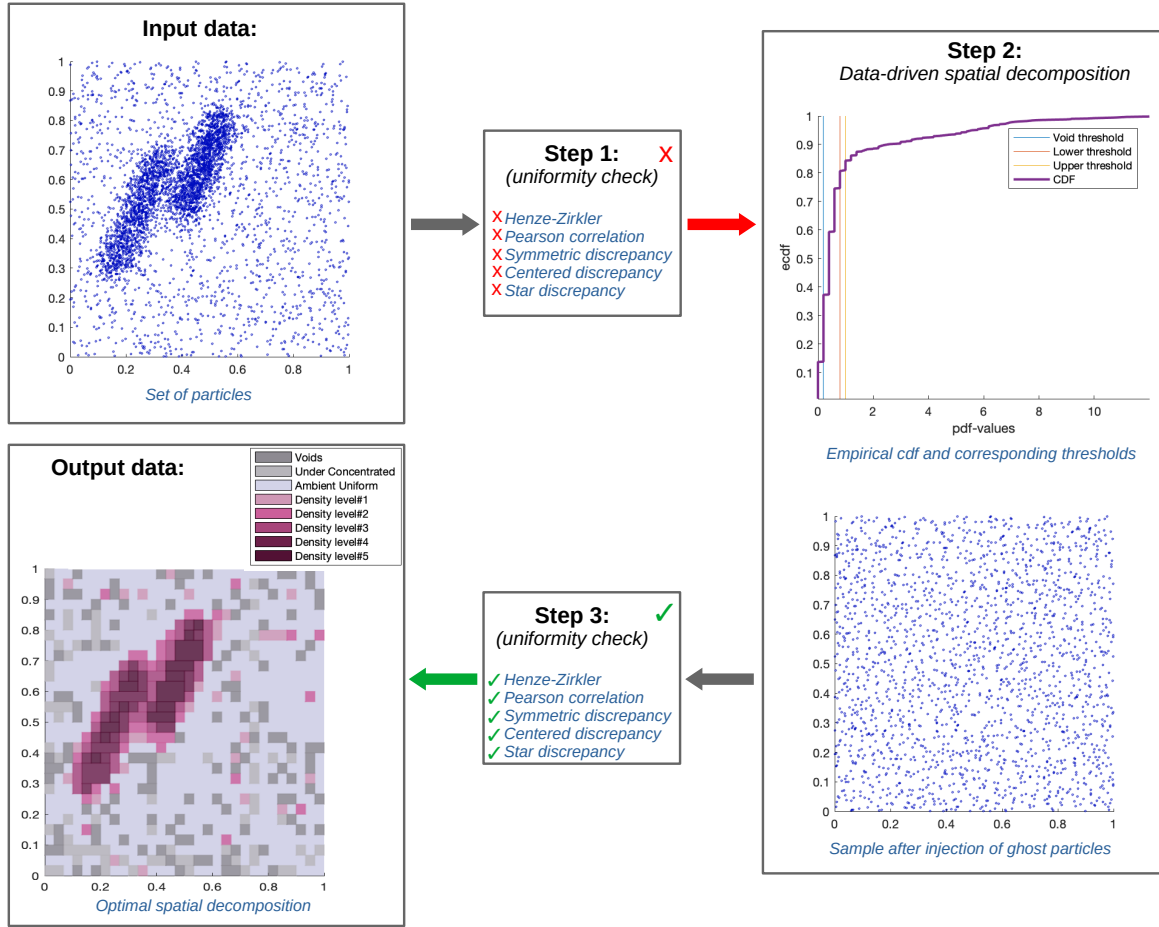 Input data:
1
0.9
0.8
0.7
0.6
0.5
0.4
0.3
0.2
0.1
0
0 0.2 0.4 0.6 0.8 1
Set of particles
Step 1: X
(uniformity check)
X Henze-Zirkler
X Pearson correlation
X Symmetric discrepancy
X Centered discrepancy
X Star discrepancy
Step 2:
Data-driven spatial decomposition
1
0.9
0.8
0.7
0.6
0.5
0.4
0.3
0.2
0.1
ecdf
Void threshold
Lower threshold
Upper threshold
CDF
0 2 4 6 8 10
pdf-values
Empirical cdf and corresponding thresholds
1
0.9
0.8
0.7
0.6
0.5
0.4
0.3
0.2
0.1
0
0 0.2 0.4 0.6 0.8 1
Sample after injection of ghost particles
Step 3: ✓
(uniformity check)
✓ Henze-Zirkler
✓ Pearson correlation
✓ Symmetric discrepancy
✓ Centered discrepancy
✓ Star discrepancy
Output data:
Voids
Under Concentrated
Ambient Uniform
Density level#1
Density level#2
Density level#3
Density level#4
Density level#5
1
0.9
0.8
0.7
0.6
0.5
0.4
0.3
0.2
0.1
0
0 0.2 0.4 0.6 0.8 1
Optimal spatial decomposition